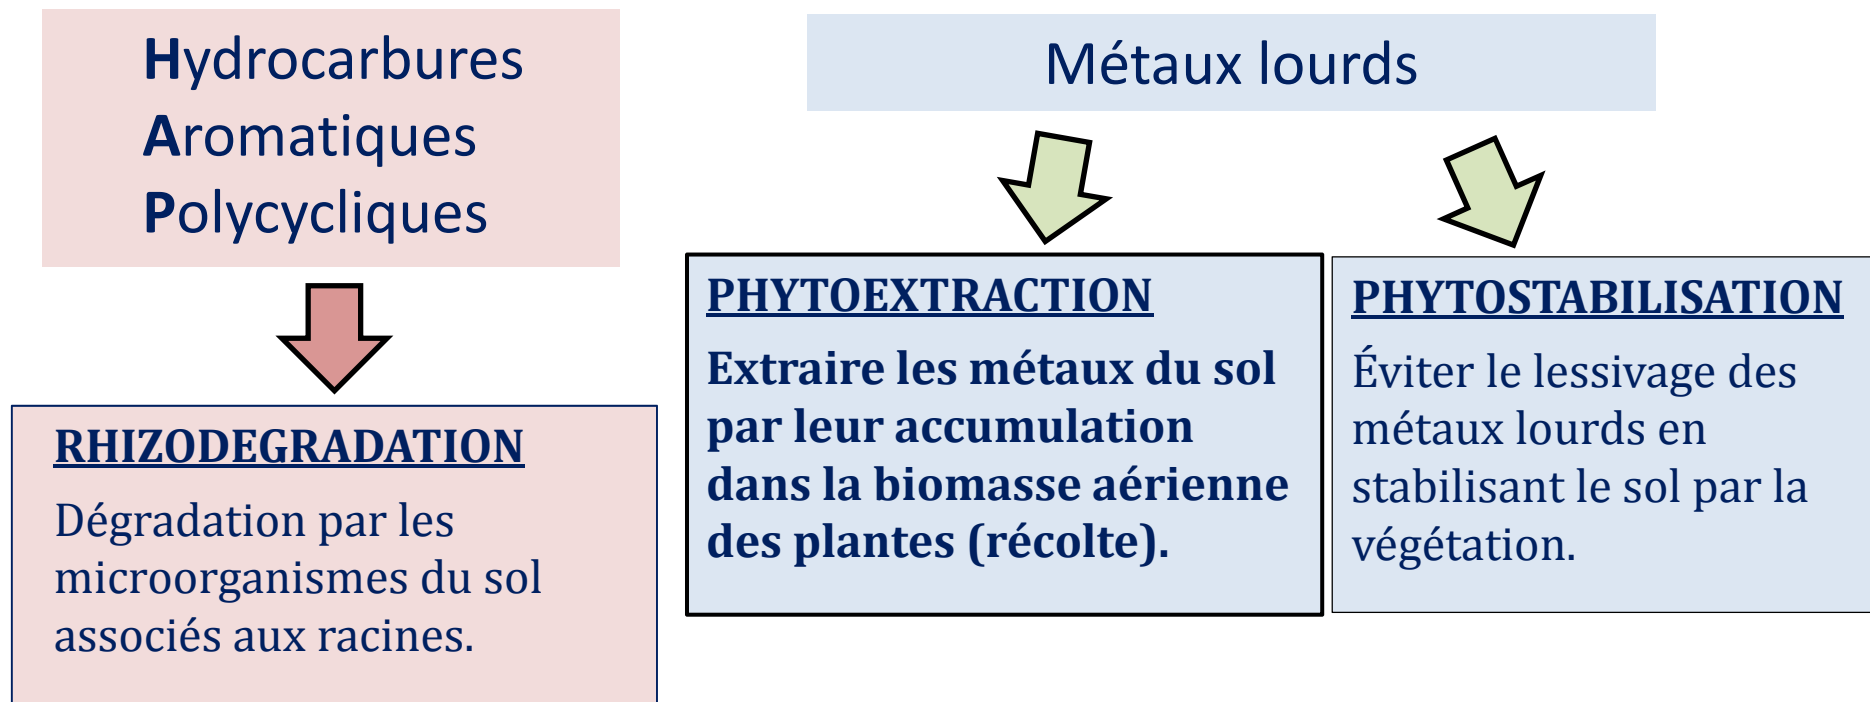 Hydrocarbures
Aromatiques
Polycycliques
RHIZODEGRADATION
Dégradation par les
microorganismes du sol
associés aux racines.
Métaux lourds
PHYTOEXTRACTION
Extraire les métaux du sol
par leur accumulation
dans la biomasse aérienne
des plantes (récolte).
PHYTOSTABILISATION
Éviter le lessivage des
métaux lourds en
stabilisant le sol par la
végétation.